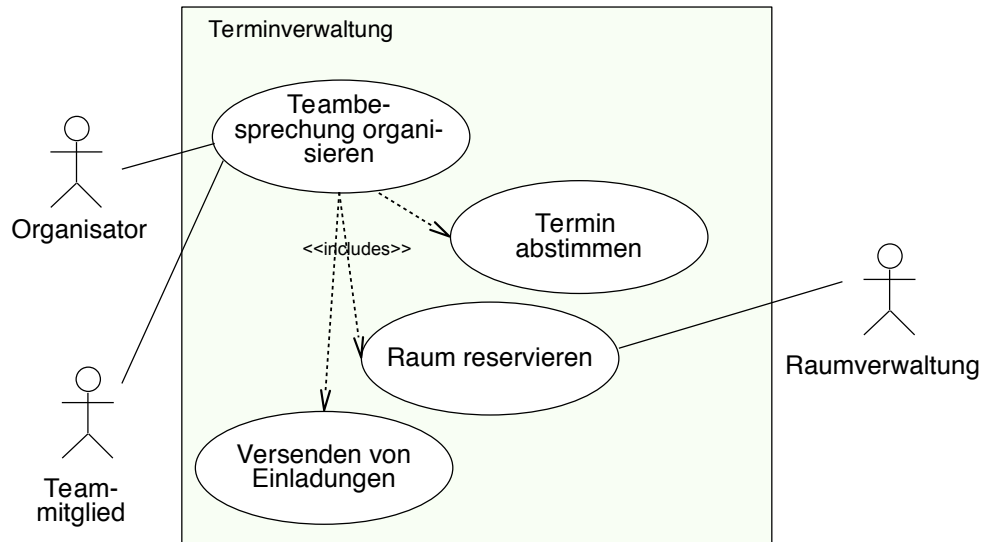 Terminverwaltung
Teambe-
sprechung organi-
sieren
Organisator
Termin
abstimmen
<<includes>>
Raum reservieren
Raumverwaltung
Versenden von
Einladungen
Team-
mitglied